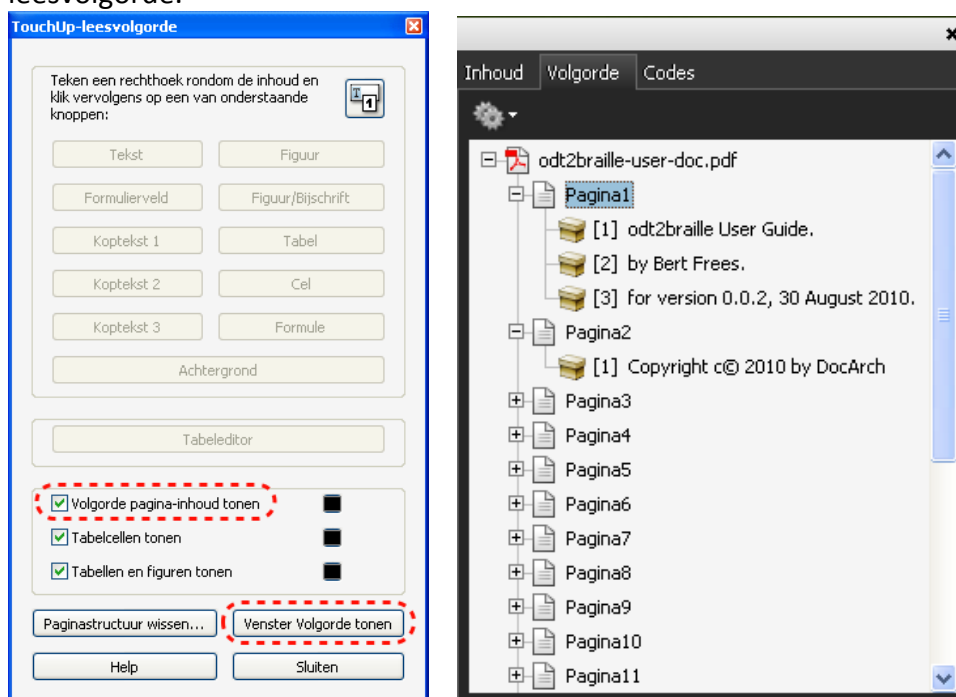 leesvolgorde.
TouchUp-leesvolgorde
Teken een rechthoek rondom de inhoud en
klik vervolgens op een van onderstaande
knoppen:
Tekst
Figuur
Formulierveld
Figuur/Bijschrift
Koptekst 1
Tabel
Koptekst 2
Cel
Koptekst 3
Formule
Achtergrond
Tabeleditor
Volgorde pagina-inhoud tonen
Tabelcellen tonen
Tabellen en figuren tonen
Paginastructuur wissen...
Venster Volgorde tonen
Help
Sluiten
Inhoud Volgorde Codes
odt2braille-user-doc.pdf
Pagina1
[1] odt2braille User Guide.
[2] by Bert Frees.
[3] for version 0.0.2, 30 August 2010.
Pagina2
[1] Copyright c© 2010 by DocArch
Pagina3
Pagina4
Pagina5
Pagina6
Pagina7
Pagina8
Pagina9
Pagina10
Pagina11